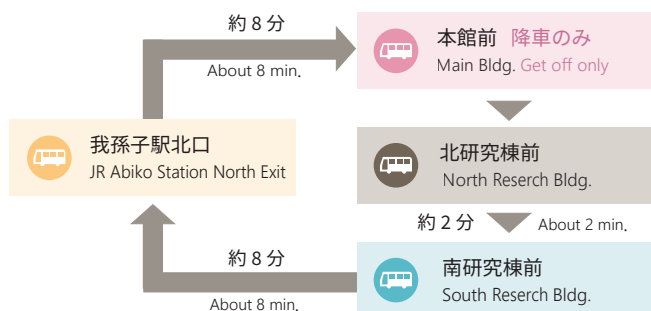 約8分
About 8 min.
本館前 降車のみ
Main Bldg. Get off only
我孫子駅北口
JR Abiko Station North Exit
北研究棟前
North Reserch Bldg.
約2分
About 2 min.
南研究棟前
South Reserch Bldg.
約8分
About 8 min.